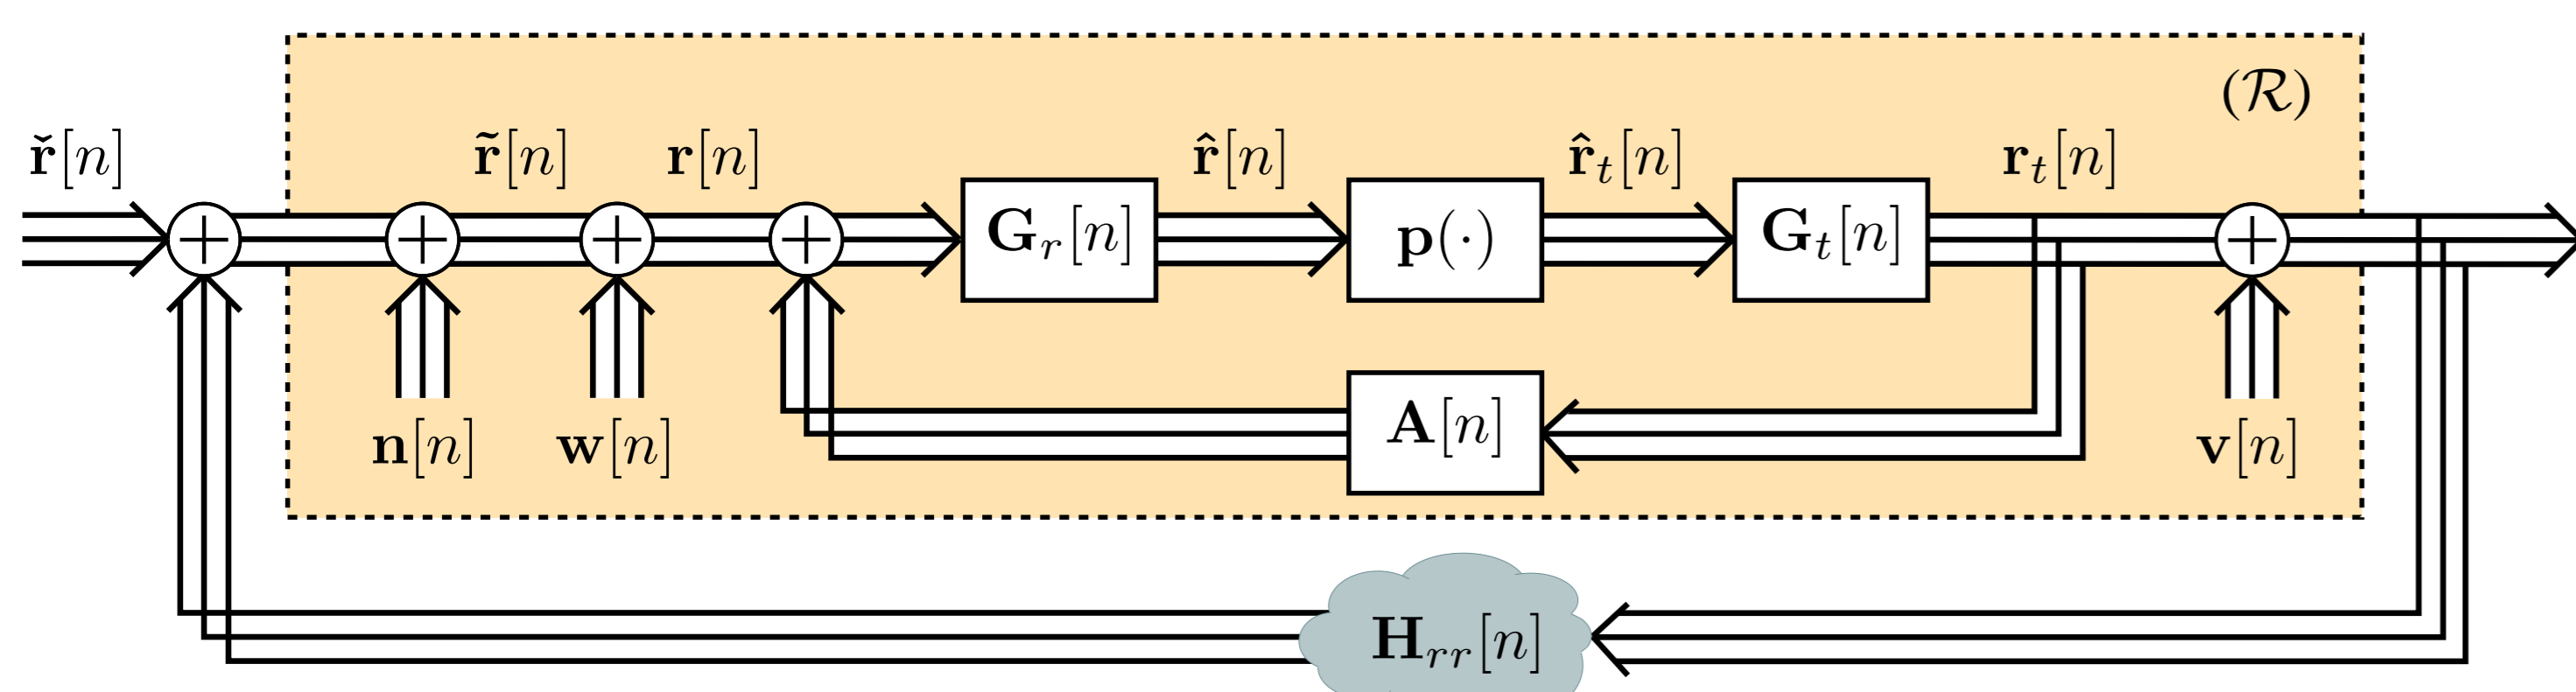 (ℛ)
ř[n] r̃[n] r[n] r̂[n] r̂ₜ[n] rₜ[n]
+ + + + Gᵣ[n] p(·) Gₜ[n] +
n[n] w[n] A[n] v[n]
Hᵣᵣ[n]